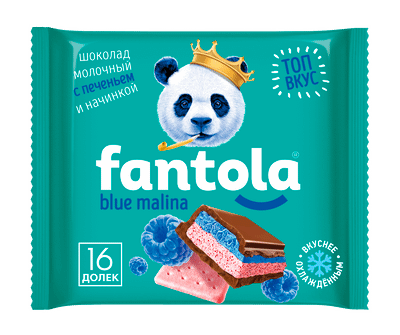 шоколад
молочный
с печеньем
и начинкой
ТОП
ВКУС
fantola®
blue malina
16
ДОЛЕК
ВКУСНЕЕ
ОХЛАЖДЁННЫМ